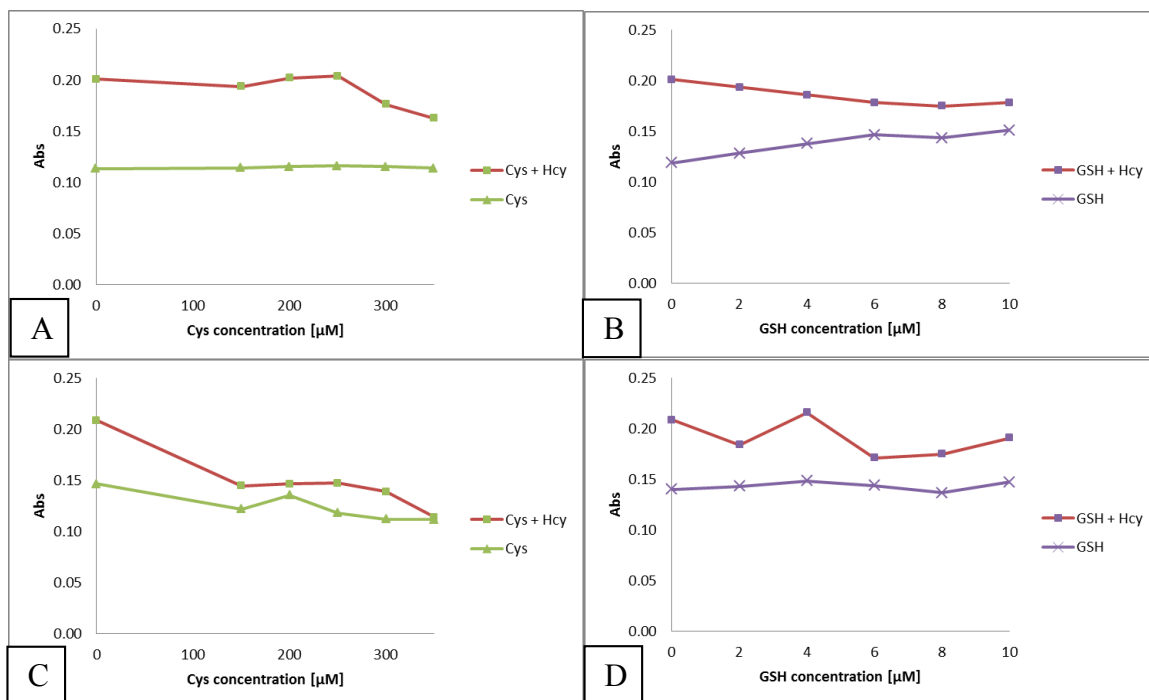 0.25
0.20
0.15
0.10
0.05
0.00
Abs
0 100 200 300
Cys concentration [µM]
Cys + Hcy
Cys
A
0.25
0.20
0.15
0.10
0.05
0.00
Abs
0 2 4 6 8 10
GSH concentration [µM]
GSH + Hcy
GSH
B
0.25
0.20
0.15
0.10
0.05
0.00
Abs
0 100 200 300
Cys concentration [µM]
Cys + Hcy
Cys
C
0.25
0.20
0.15
0.10
0.05
0.00
Abs
0 2 4 6 8 10
GSH concentration [µM]
GSH + Hcy
GSH
D